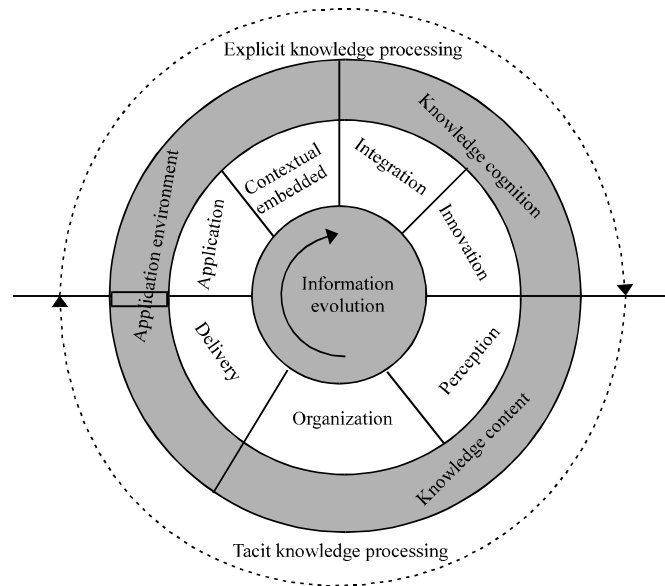 Explicit knowledge processing
Knowledge cognition
Application environment
Contextual
embedded
Integration
Application
Innovation
Information
evolution
Delivery
Perception
Organization
Knowledge content
Tacit knowledge processing